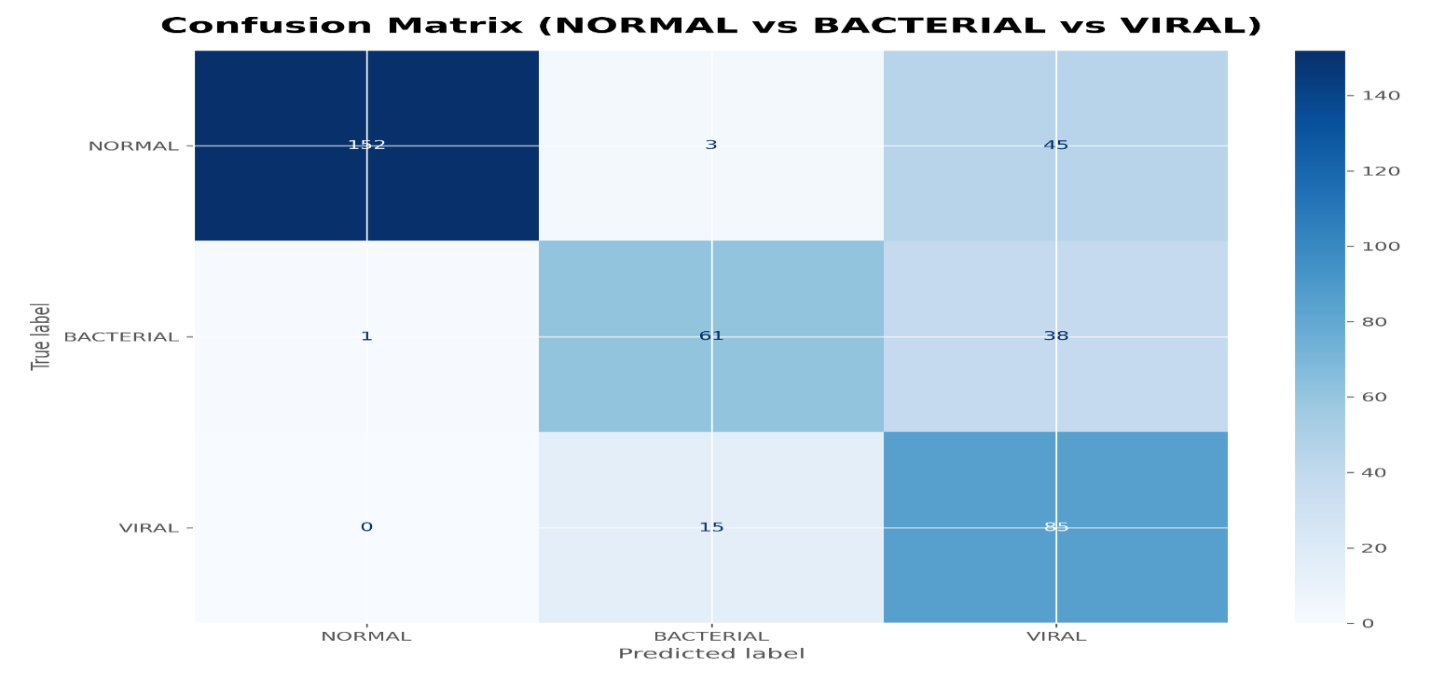 Confusion Matrix (NORMAL vs BACTERIAL vs VIRAL)
True label
NORMAL 152 3 45
BACTERIAL 1 61 38
VIRAL 0 15 85
NORMAL BACTERIAL VIRAL
Predicted label
140
120
100
80
60
40
20
0